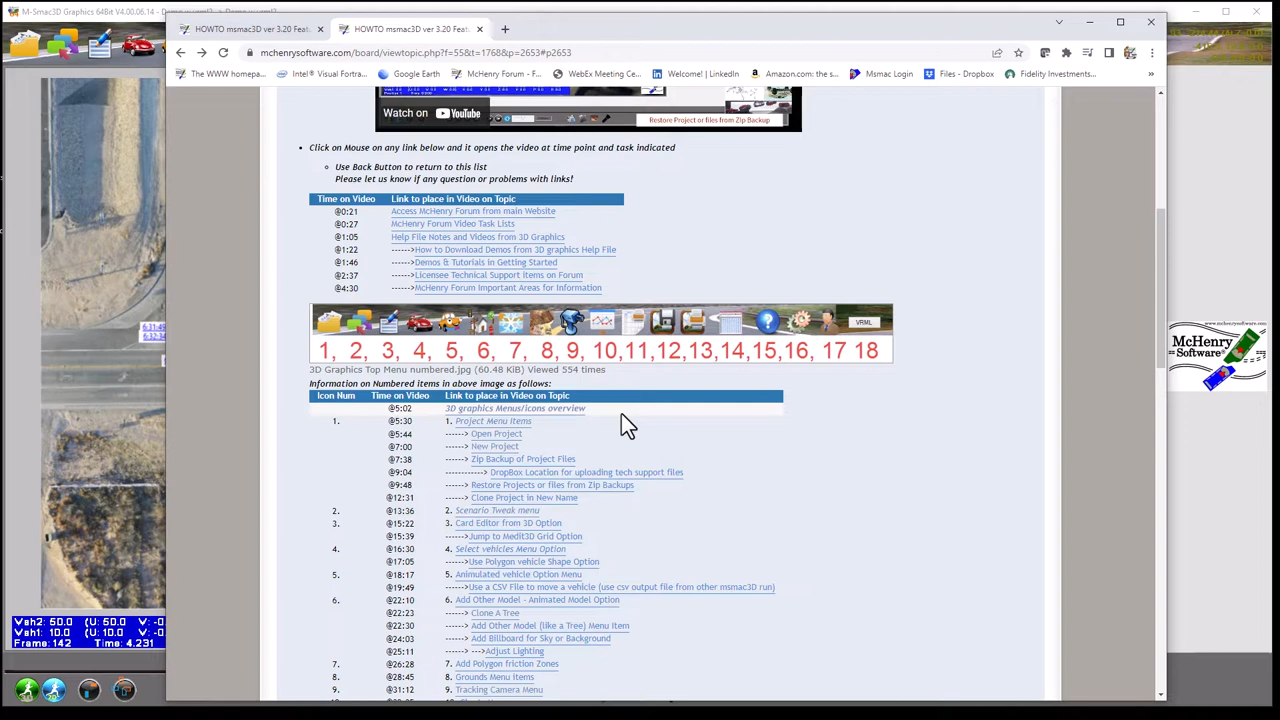 M-Smac3D Graphics 64Bit V4.00.06.14 -
HOWTO msmac3D ver 3.20 Feat
HOWTO msmac3D ver 3.20 Feat
mchenrysoftware.com/board/viewtopic.php?f=55&t=1768&p=2653#p265
The WWW homepa...
Intel® Visual Fortra...
Google Earth
McHenry Forum - F...
WebEx Meeting Ce...
Welcome! | LinkedIn
Amazon.com: the s...
Msmac Login
Files - Dropbox
Fidelity Investments...
»
Watch on YouTube
Restore Project or files from Zip Backup
Click on Mouse on any link below and it opens the video at time point and task indicated
Use Back Button to return to this list
Please let us know if any question or problems with links!
Time on Video Link to place in Video on Topic
@0:21 Access McHenry Forum from main Website
@0:27 McHenry Forum Video Task Lists
@1:05 Help File Notes and Videos from 3D Graphics
@1:22 ------>How to Download Demos from 3D graphics Help File
@1:46 ------>Demos & Tutorials in Getting Started
@2:37 ------>Licensee Technical Support items on Forum
@4:30 ------>McHenry Forum Important Areas for Information
VRML
1, 2, 3, 4, 5, 6, 7, 8, 9, 10,11,12,13,14,15,16, 17 18
3D Graphics Top Menu numbered.jpg (60.48 KiB) Viewed 554 times
Information on Numbered items in above image as follows:
Icon Num Time on Video Link to place in Video on Topic
@5:02 3D graphics Menus/icons overview
1. @5:30 1. Project Menu Items
@5:44 ------> Open Project
@7:00 ------> New Project
@7:38 ------> Zip Backup of Project Files
@9:04 ------------> DropBox Location for uploading tech support files
@9:48 ------> Restore Projects or files from Zip Backups
@12:31 ------> Clone Project in New Name
2. @13:36 2. Scenario Tweak menu
3. @15:22 3. Card Editor from 3D Option
@15:39 ------>Jump to Medit3D Grid Option
4. @16:30 4. Select vehicles Menu Option
@17:05 ------>Use Polygon vehicle Shape Option
5. @18:17 5. Animulated vehicle Option Menu
@19:49 ------>Use a CSV File to move a vehicle (use csv output file from other msmac3D run)
6. @22:10 6. Add Other Model - Animated Model Option
@22:23 ------> Clone A Tree
@22:30 ------> Add Other Model (like a Tree) Menu Item
@24:03 ------> Add Billboard for Sky or Background
@25:11 ------> --->Adjust Lighting
7. @26:28 7. Add Polygon friction Zones
8. @28:45 8. Grounds Menu Items
9. @31:12 9. Tracking Camera Menu
6:31:49
6:32:34
Vsh2: 50.0 (U: 50.0 V: -0
Vsh1: 10.0 (U: 10.0 V: -0
Frame: 142 Time: 4.231
www.mchenrysoftware.com
McHenry
Software